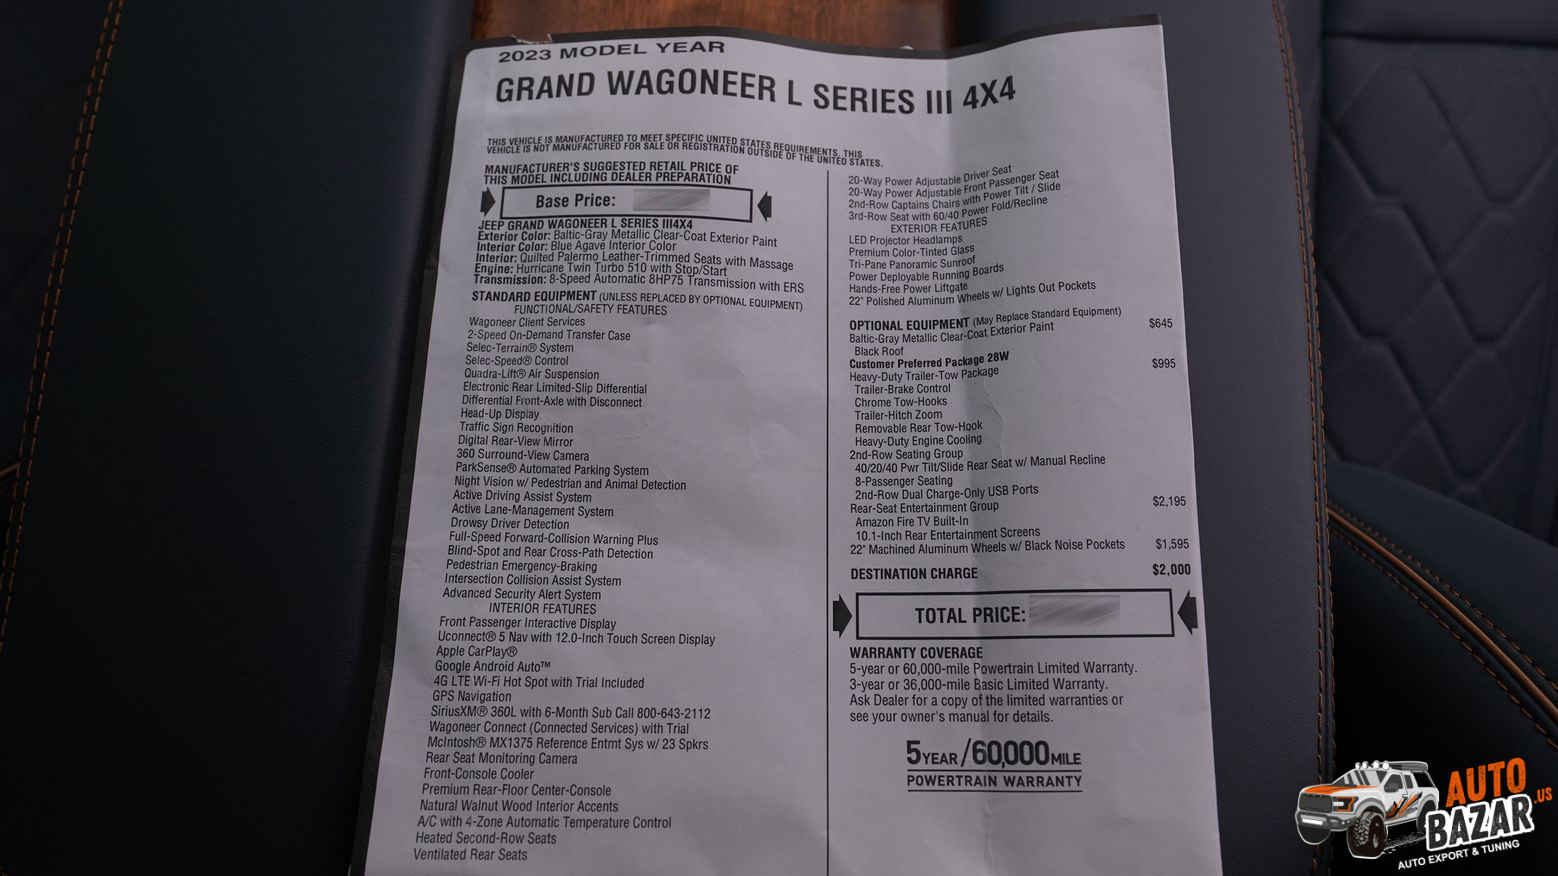 2023 MODEL YEAR
GRAND WAGONEER L SERIES III 4X4
THIS VEHICLE IS MANUFACTURED TO MEET SPECIFIC UNITED STATES REQUIREMENTS. THIS
VEHICLE IS NOT MANUFACTURED FOR SALE OR REGISTRATION OUTSIDE OF THE UNITED STATES.
MANUFACTURER'S SUGGESTED RETAIL PRICE OF
THIS MODEL INCLUDING DEALER PREPARATION
Base Price:
JEEP GRAND WAGONEER L SERIES III4X4
Exterior Color: Baltic-Gray Metallic Clear-Coat Exterior Paint
Interior Color: Blue Agave Interior Color
Interior: Quilted Palermo Leather-Trimmed Seats with Massage
Engine: Hurricane Twin Turbo 510 with Stop/Start
Transmission: 8-Speed Automatic 8HP75 Transmission with ERS
STANDARD EQUIPMENT (UNLESS REPLACED BY OPTIONAL EQUIPMENT)
FUNCTIONAL/SAFETY FEATURES
Wagoneer Client Services
2-Speed On-Demand Transfer Case
Selec-Terrain® System
Selec-Speed® Control
Quadra-Lift® Air Suspension
Electronic Rear Limited-Slip Differential
Differential Front-Axle with Disconnect
Head-Up Display
Traffic Sign Recognition
Digital Rear-View Mirror
360 Surround-View Camera
ParkSense® Automated Parking System
Night Vision w/ Pedestrian and Animal Detection
Active Driving Assist System
Active Lane-Management System
Drowsy Driver Detection
Full-Speed Forward-Collision Warning Plus
Blind-Spot and Rear Cross-Path Detection
Pedestrian Emergency-Braking
Intersection Collision Assist System
Advanced Security Alert System
INTERIOR FEATURES
Front Passenger Interactive Display
Uconnect® 5 Nav with 12.0-Inch Touch Screen Display
Apple CarPlay®
Google Android Auto™
4G LTE Wi-Fi Hot Spot with Trial Included
GPS Navigation
SiriusXM® 360L with 6-Month Sub Call 800-643-2112
Wagoneer Connect (Connected Services) with Trial
McIntosh® MX1375 Reference Entmt Sys w/ 23 Spkrs
Rear Seat Monitoring Camera
Front-Console Cooler
Premium Rear-Floor Center-Console
Natural Walnut Wood Interior Accents
A/C with 4-Zone Automatic Temperature Control
Heated Second-Row Seats
Ventilated Rear Seats
20-Way Power Adjustable Driver Seat
20-Way Power Adjustable Front Passenger Seat
2nd-Row Captains Chairs with Power Tilt / Slide
3rd-Row Seat with 60/40 Power Fold/Recline
EXTERIOR FEATURES
LED Projector Headlamps
Premium Color-Tinted Glass
Tri-Pane Panoramic Sunroof
Power Deployable Running Boards
Hands-Free Power Liftgate
22" Polished Aluminum Wheels w/ Lights Out Pockets
OPTIONAL EQUIPMENT (May Replace Standard Equipment)
Baltic-Gray Metallic Clear-Coat Exterior Paint $645
Black Roof
Customer Preferred Package 28W
Heavy-Duty Trailer-Tow Package $995
Trailer-Brake Control
Chrome Tow-Hooks
Trailer-Hitch Zoom
Removable Rear Tow-Hook
Heavy-Duty Engine Cooling
2nd-Row Seating Group
40/20/40 Pwr Tilt/Slide Rear Seat w/ Manual Recline
8-Passenger Seating
2nd-Row Dual Charge-Only USB Ports
Rear-Seat Entertainment Group $2,195
Amazon Fire TV Built-In
10.1-Inch Rear Entertainment Screens
22" Machined Aluminum Wheels w/ Black Noise Pockets $1,595
DESTINATION CHARGE $2,000
TOTAL PRICE:
WARRANTY COVERAGE
5-year or 60,000-mile Powertrain Limited Warranty.
3-year or 36,000-mile Basic Limited Warranty.
Ask Dealer for a copy of the limited warranties or
see your owner's manual for details.
5 YEAR / 60,000 MILE
POWERTRAIN WARRANTY
AUTO
BAZAR.US
AUTO EXPORT & TUNING